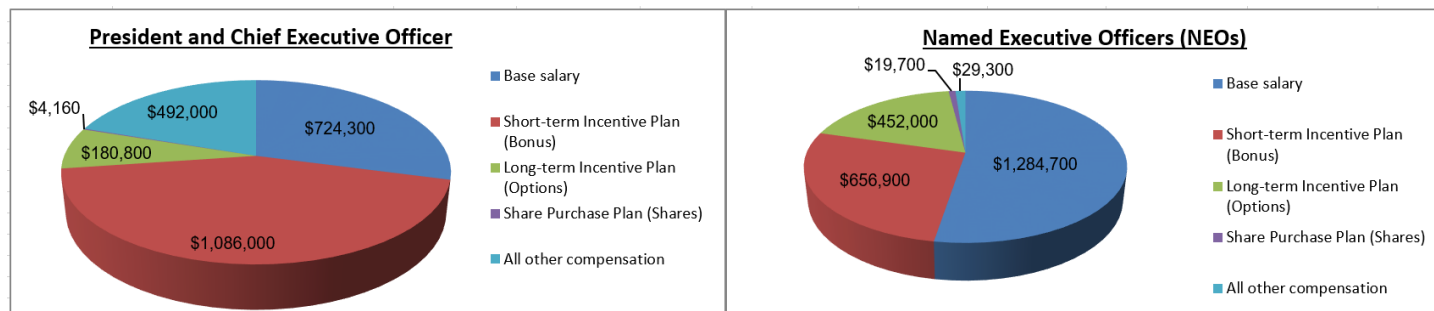 President and Chief Executive Officer
$492,000
$724,300
$4,160
$180,800
$1,086,000
Base salary
Short-term Incentive Plan
(Bonus)
Long-term Incentive Plan
(Options)
Share Purchase Plan (Shares)
All other compensation
Named Executive Officers (NEOs)
$19,700
$29,300
$452,000
$1,284,700
$656,900
Base salary
Short-term Incentive Plan
(Bonus)
Long-term Incentive Plan
(Options)
Share Purchase Plan (Shares)
All other compensation